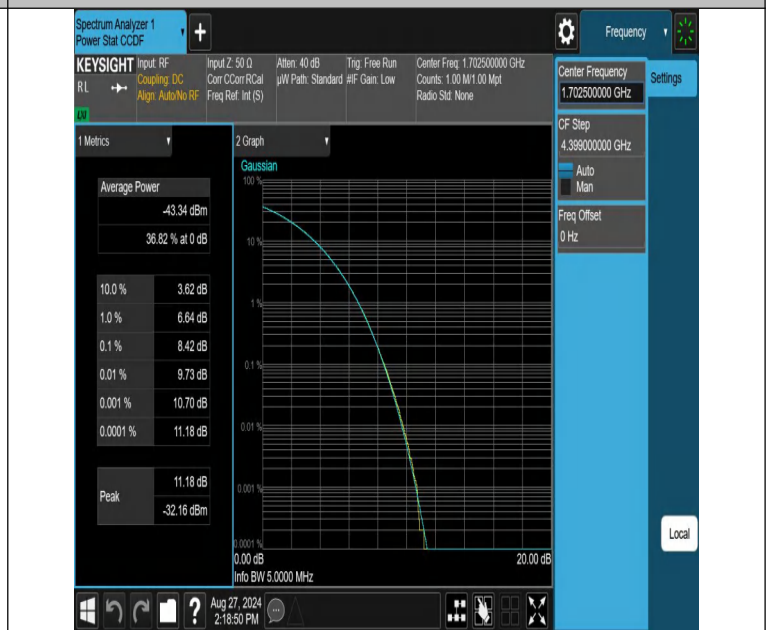 Spectrum Analyzer 1
Power Stat CCDF
+
Frequency
KEYSIGHT
RL
LXI
Input: RF
Coupling: DC
Align: Auto/No RF
Input Z: 50 Ω
Corr CCorr RCal
Freq Ref: Int (S)
Atten: 40 dB
µW Path: Standard
Trig: Free Run
#IF Gain: Low
Center Freq: 1.702500000 GHz
Counts: 1.00 M/1.00 Mpt
Radio Std: None
Center Frequency
1.702500000 GHz
Settings
CF Step
4.399000000 GHz
Auto
Man
Freq Offset
0 Hz
1 Metrics
Average Power
-43.34 dBm
36.82 % at 0 dB
10.0 % 3.62 dB
1.0 % 6.64 dB
0.1 % 8.42 dB
0.01 % 9.73 dB
0.001 % 10.70 dB
0.0001 % 11.18 dB
Peak
11.18 dB
-32.16 dBm
2 Graph
Gaussian
100 %
10 %
1 %
0.1 %
0.01 %
0.001 %
0.0001 %
0.00 dB 20.00 dB
Info BW 5.0000 MHz
Local
?
Aug 27, 2024
2:18:50 PM